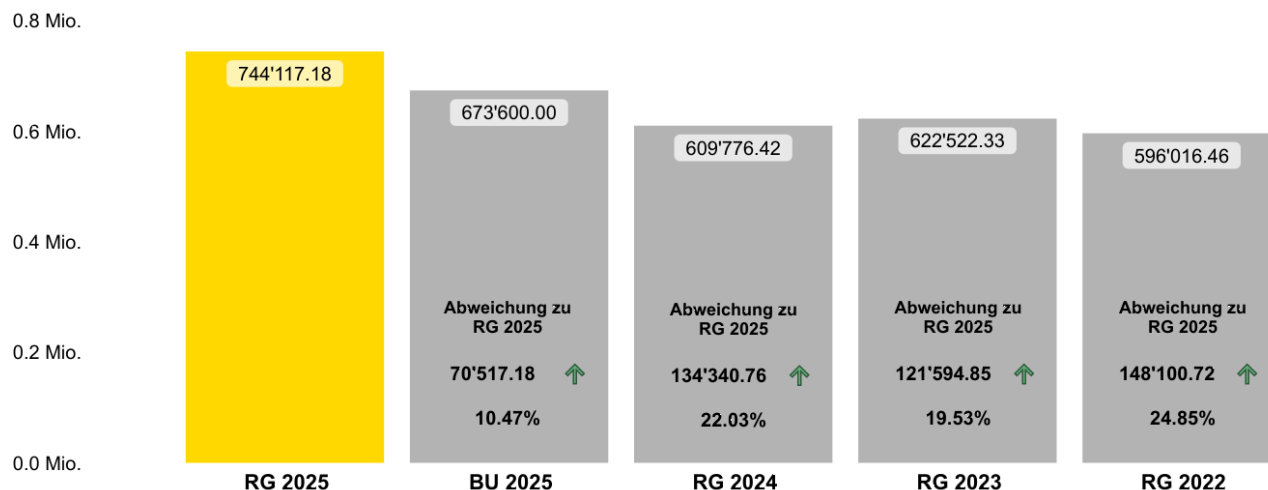 0.8 Mio.
744'117.18
673'600.00
0.6 Mio.
609'776.42
622'522.33
596'016.46
0.4 Mio.
Abweichung zu
RG 2025
Abweichung zu
RG 2025
Abweichung zu
RG 2025
Abweichung zu
RG 2025
0.2 Mio.
70'517.18
134'340.76
121'594.85
148'100.72
10.47%
22.03%
19.53%
24.85%
0.0 Mio.
RG 2025
BU 2025
RG 2024
RG 2023
RG 2022